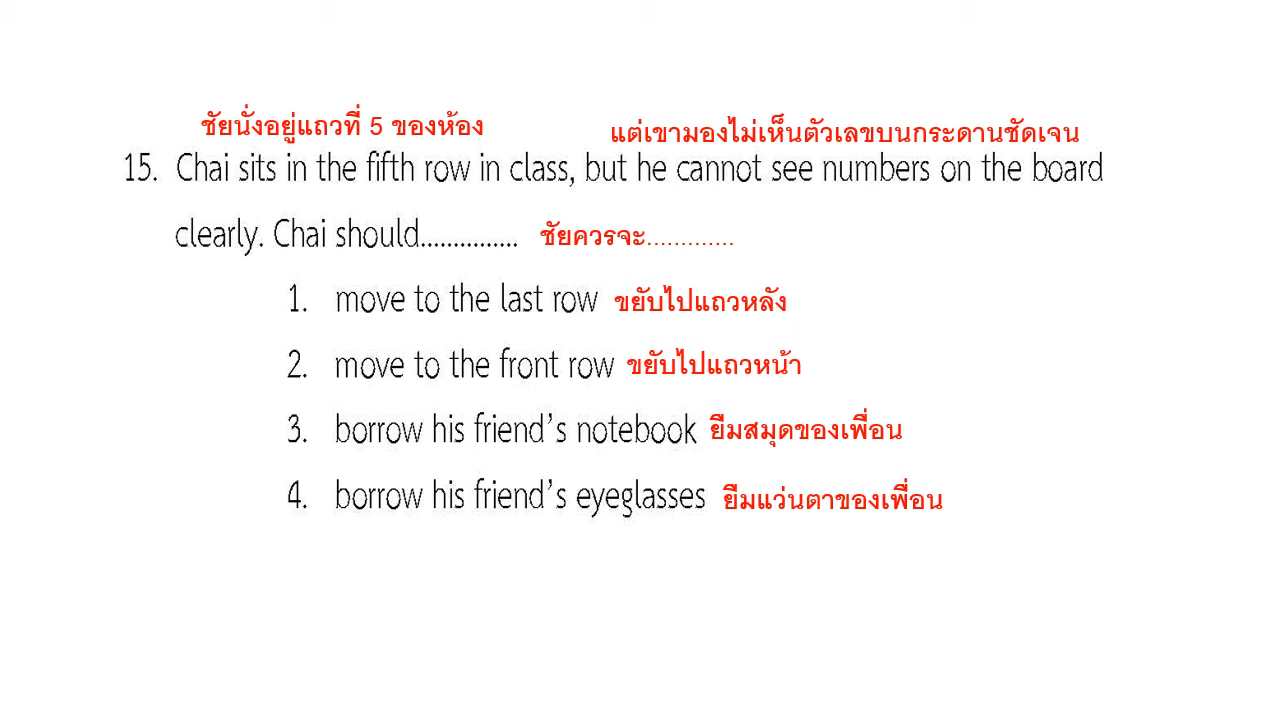 ชัยนั่งอยู่แถวที่ 5 ของห้อง แต่เขามองไม่เห็นตัวเลขบนกระดานชัดเจน
15. Chai sits in the fifth row in class, but he cannot see numbers on the board
clearly. Chai should............... ชัยควรจะ.............
1. move to the last row ขยับไปแถวหลัง
2. move to the front row ขยับไปแถวหน้า
3. borrow his friend's notebook ยืมสมุดของเพื่อน
4. borrow his friend's eyeglasses ยืมแว่นตาของเพื่อน